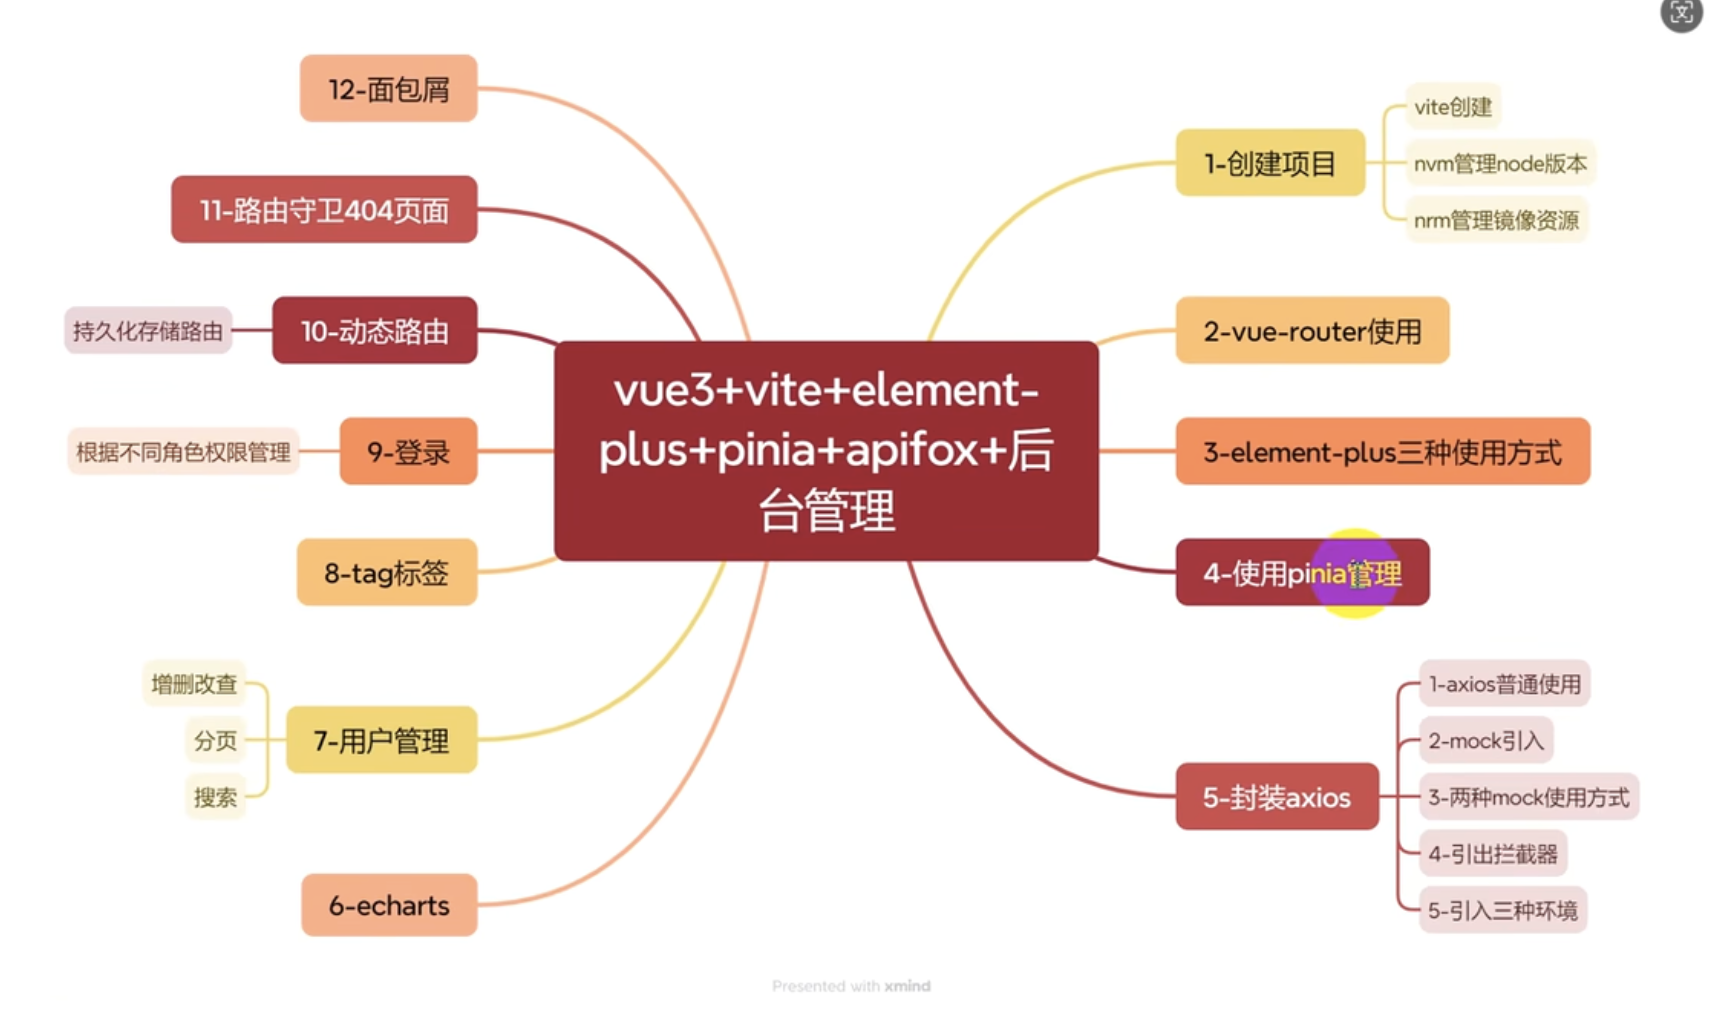 vue3+vite+element-
plus+pinia+apifox+后
台管理
1-创建项目
vite创建
nvm管理node版本
nrm管理镜像资源
2-vue-router使用
3-element-plus三种使用方式
4-使用pinia管理
5-封装axios
1-axios普通使用
2-mock引入
3-两种mock使用方式
4-引出拦截器
5-引入三种环境
6-echarts
7-用户管理
增删改查
分页
搜索
8-tag标签
9-登录
根据不同角色权限管理
10-动态路由
持久化存储路由
11-路由守卫404页面
12-面包屑
文
Presented with xmind